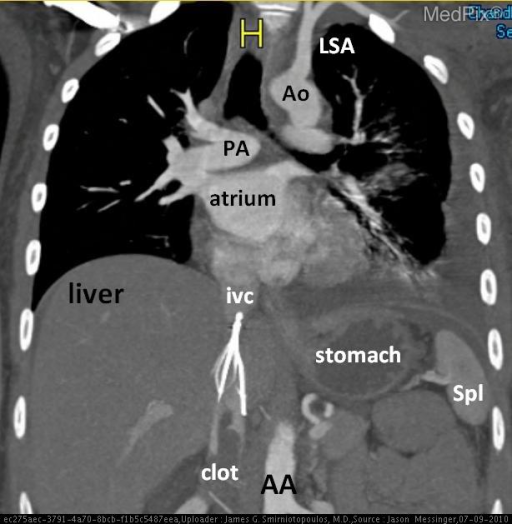 MedPix
H
LSA
Ao
PA
atrium
liver
ivc
stomach
Spl
clot
AA
ec275aec-3791-4a70-8bcb-f1b5c5487eea,Uploader : James G. Smirniotopoulos, M.D.,Source : Jason Messinger,07-09-2010